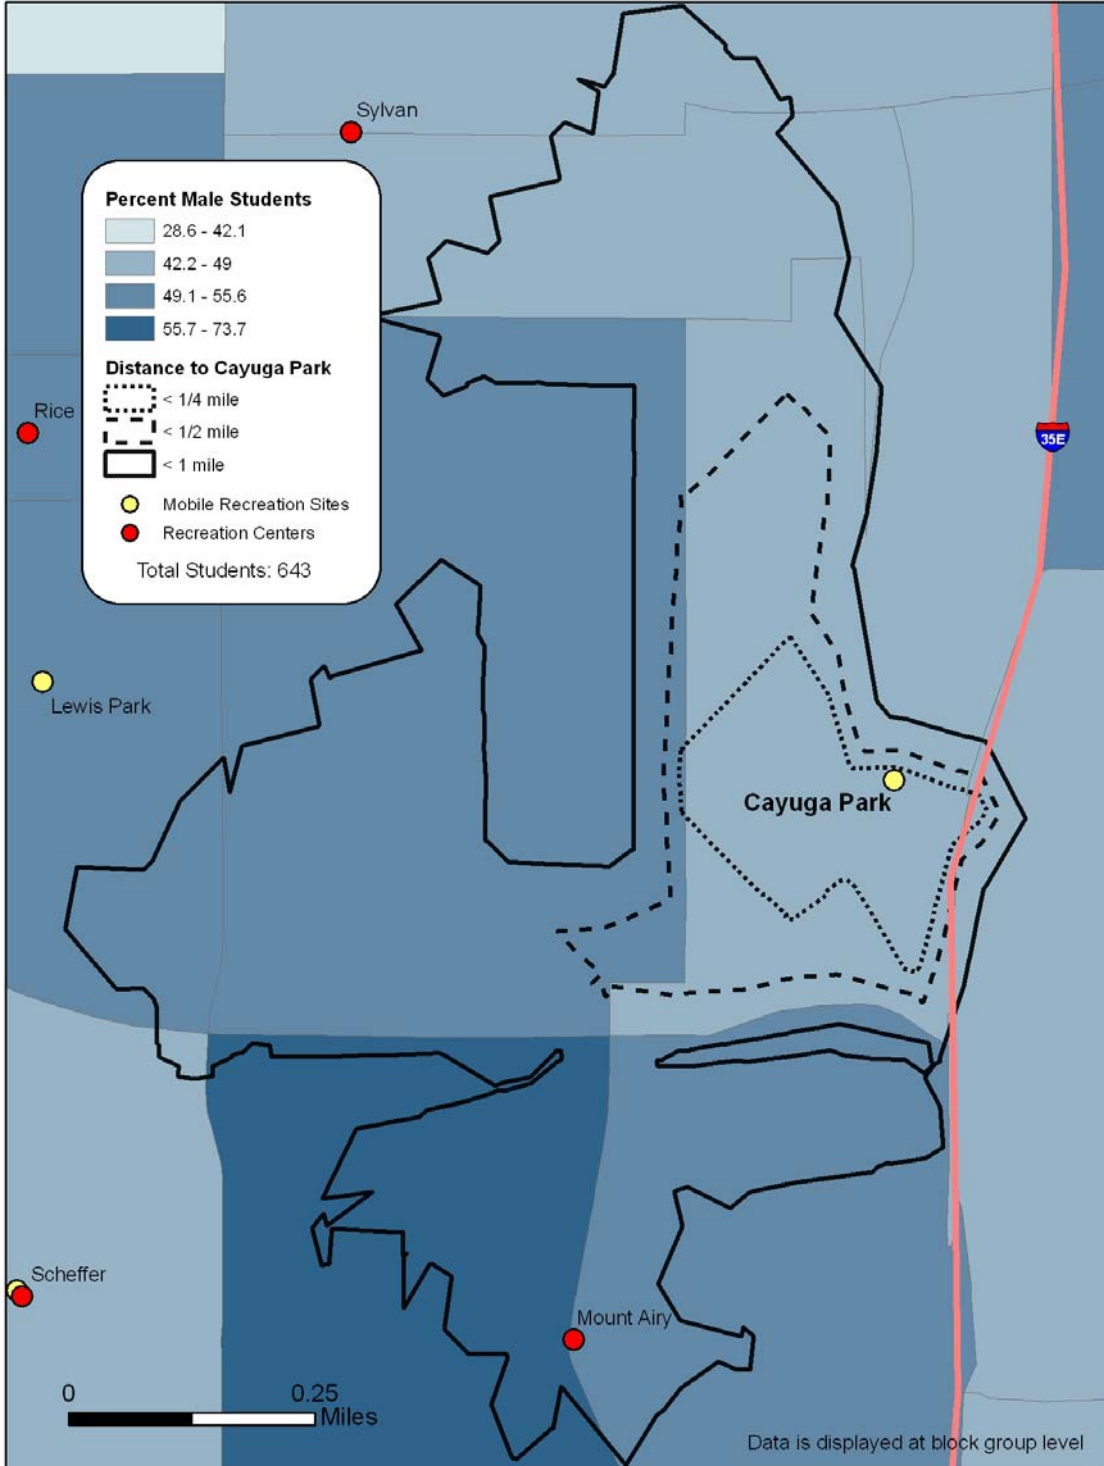 Sylvan
Percent Male Students
28.6 - 42.1
42.2 - 49
49.1 - 55.6
55.7 - 73.7
Distance to Cayuga Park
< 1/4 mile
< 1/2 mile
< 1 mile
Mobile Recreation Sites
Recreation Centers
Total Students: 643
Rice
35E
Lewis Park
Cayuga Park
Scheffer
Mount Airy
0 0.25
Miles
Data is displayed at block group level